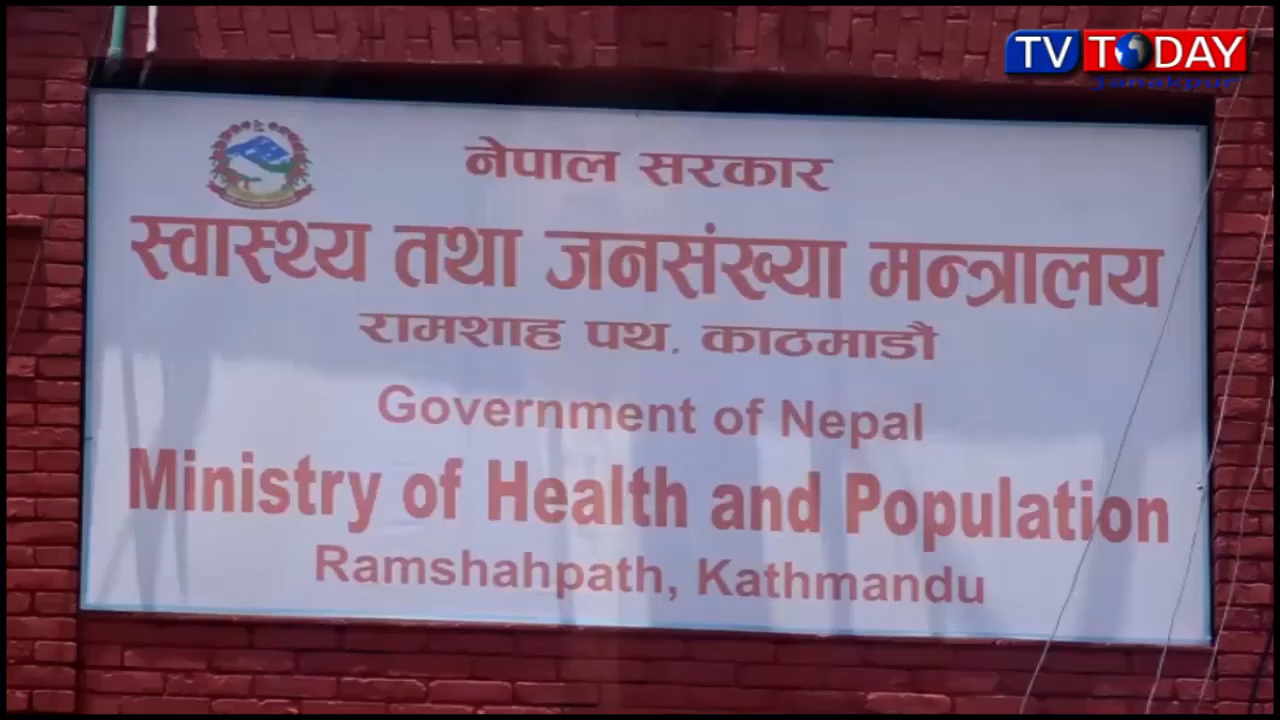 TV TODAY
Janakpur
नेपाल सरकार
स्वास्थ्य तथा जनसंख्या मन्त्रालय
रामशाह पथ, काठमाडौं
Government of Nepal
Ministry of Health and Population
Ramshahpath, Kathmandu